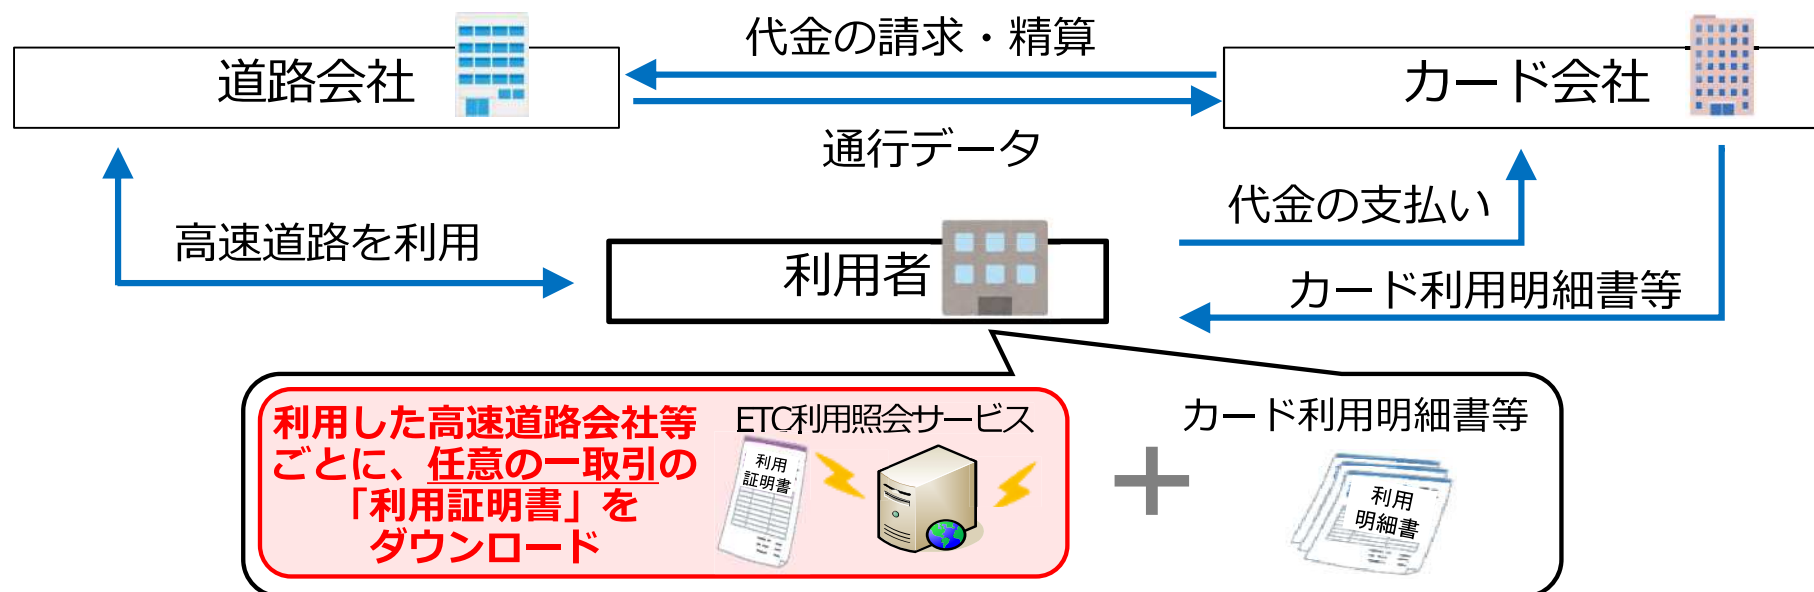 代金の請求・精算
道路会社
カード会社
通行データ
代金の支払い
高速道路を利用
利用者
カード利用明細書等
利用した高速道路会社等
ごとに、任意の一取引の
「利用証明書」を
ダウンロード
ETC利用照会サービス
利用
証明書
カード利用明細書等
利用
明細書